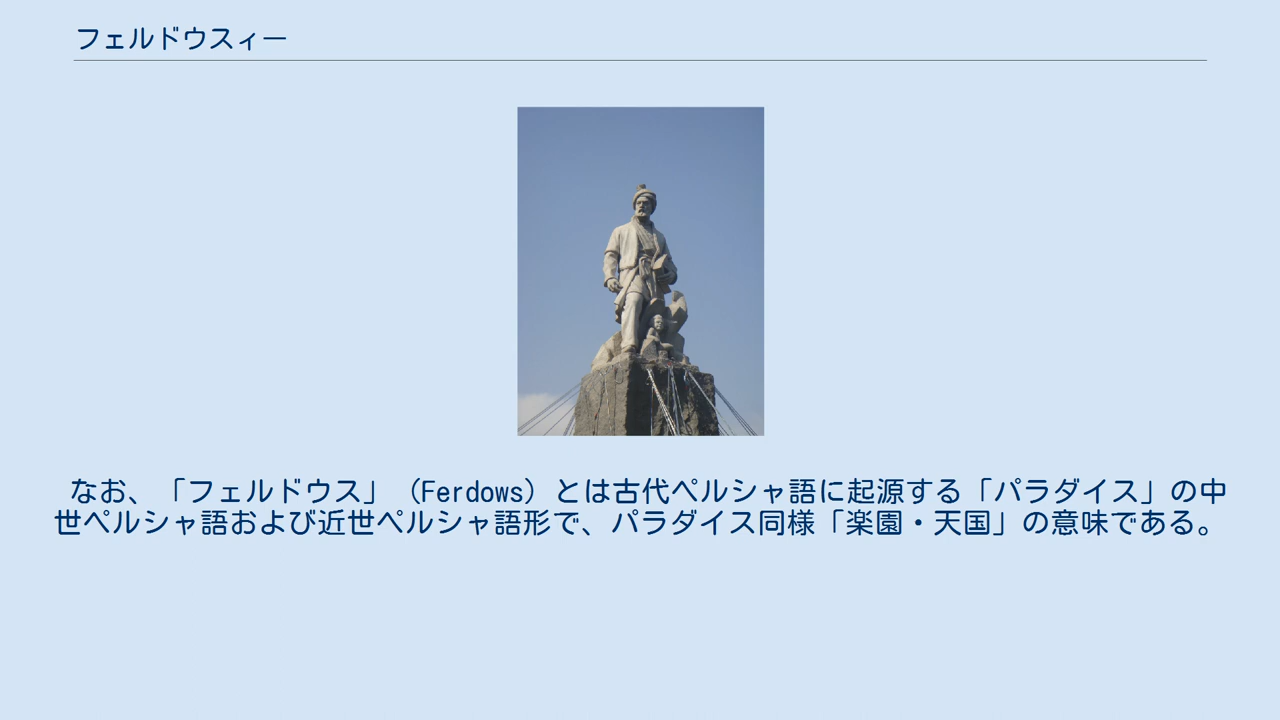 フェルドウスィー
なお、「フェルドウス」（Ferdows）とは古代ペルシャ語に起源する「パラダイス」の中
世ペルシャ語および近世ペルシャ語形で、パラダイス同様「楽園・天国」の意味である。